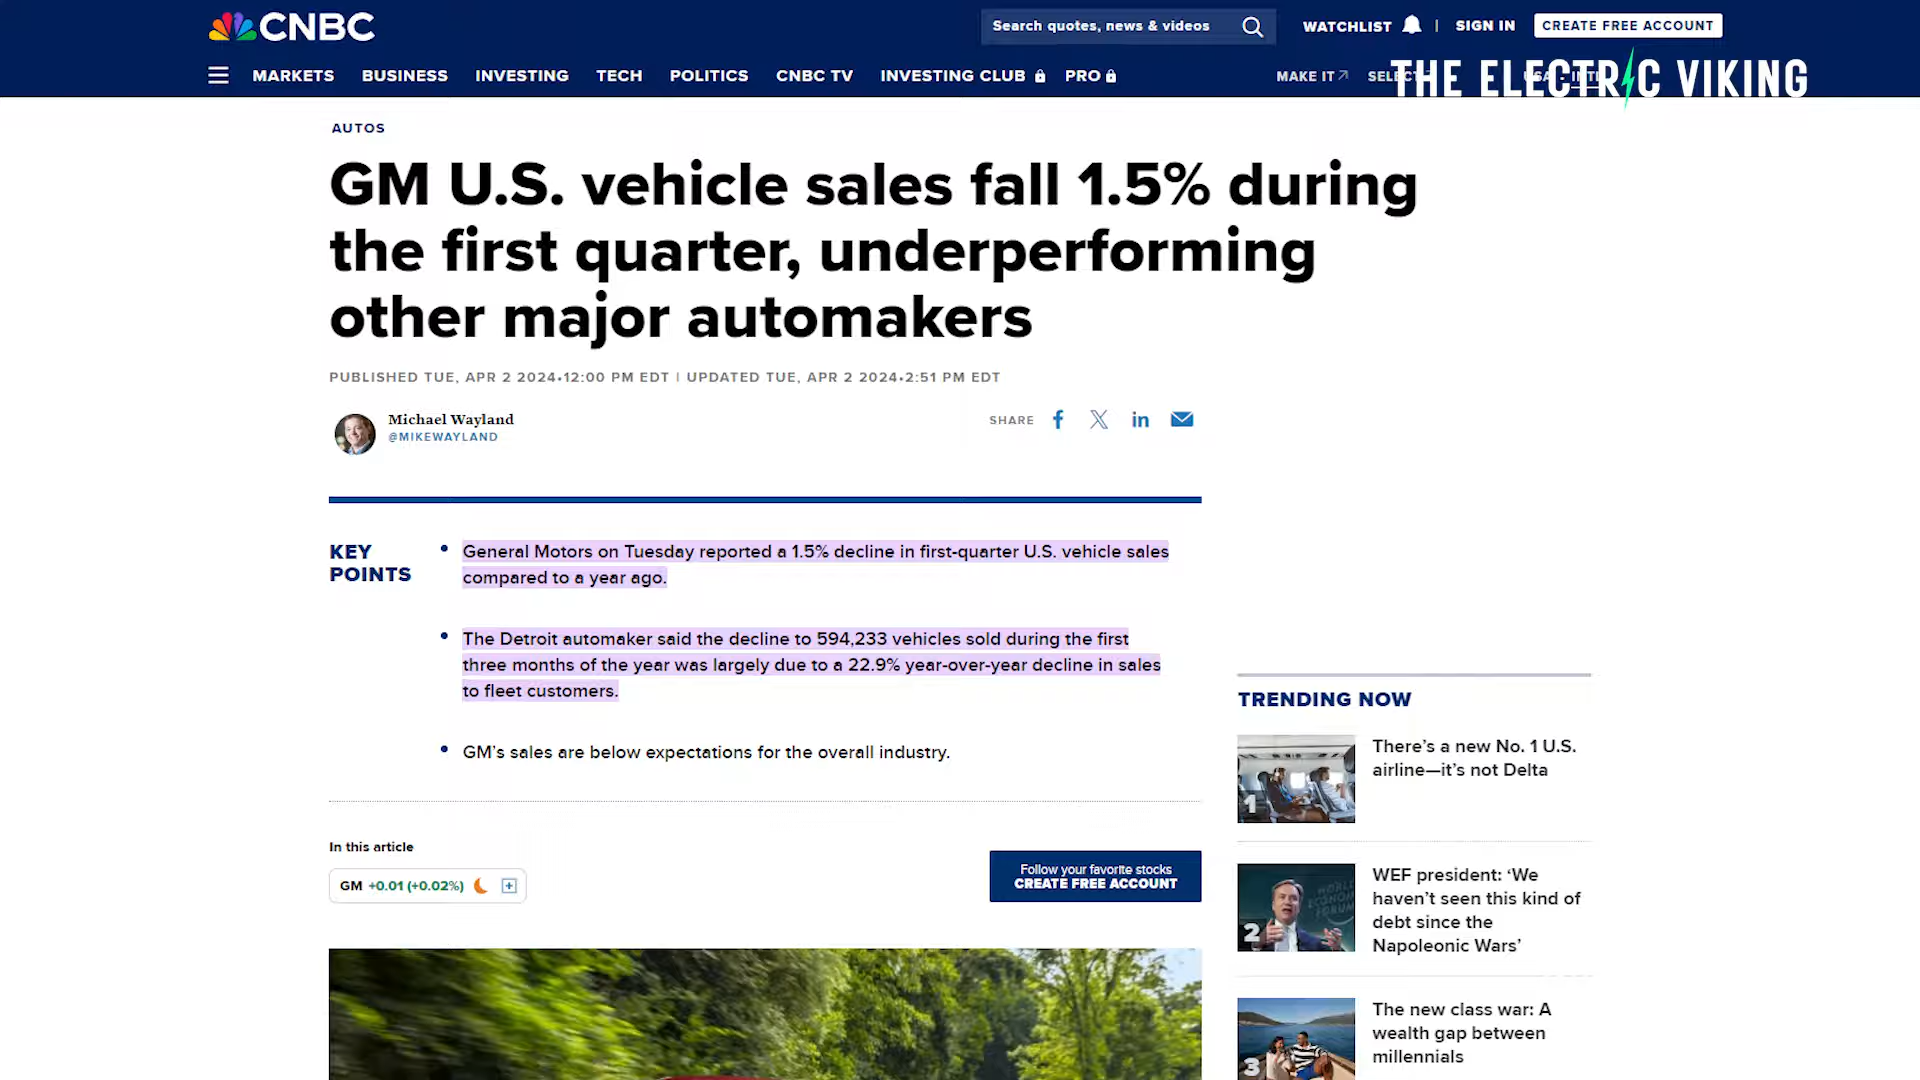 CNBC
Search quotes, news & videos
WATCHLIST
SIGN IN
CREATE FREE ACCOUNT
MARKETS
BUSINESS
INVESTING
TECH
POLITICS
CNBC TV
INVESTING CLUB
PRO
MAKE IT
SELECT
THE ELECTRIC VIKING
AUTOS
GM U.S. vehicle sales fall 1.5% during
the first quarter, underperforming
other major automakers
PUBLISHED TUE, APR 2 2024•12:00 PM EDT | UPDATED TUE, APR 2 2024•2:51 PM EDT
Michael Wayland
@MIKEWAYLAND
SHARE
KEY
POINTS
General Motors on Tuesday reported a 1.5% decline in first-quarter U.S. vehicle sales
compared to a year ago.
The Detroit automaker said the decline to 594,233 vehicles sold during the first
three months of the year was largely due to a 22.9% year-over-year decline in sales
to fleet customers.
GM’s sales are below expectations for the overall industry.
In this article
GM +0.01 (+0.02%)
Follow your favorite stocks
CREATE FREE ACCOUNT
TRENDING NOW
1
There’s a new No. 1 U.S.
airline—it’s not Delta
2
WORLD
ECONOMIC
FORUM
WEF president: ‘We
haven’t seen this kind of
debt since the
Napoleonic Wars’
3
The new class war: A
wealth gap between
millennials